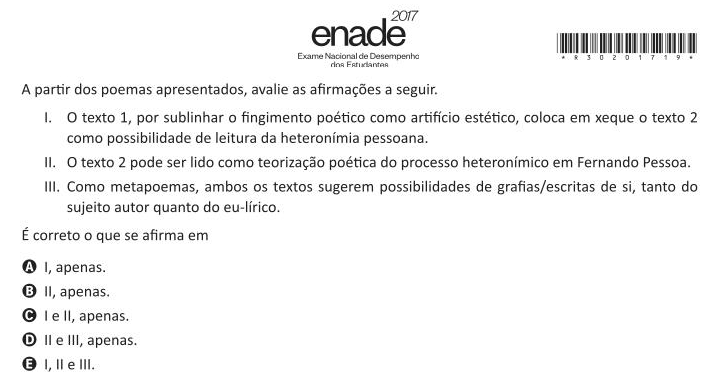 2017
enade
Exame Nacional de Desempenho
dos Estudantes
* R 3 0 2 0 1 7 1 9 *
A partir dos poemas apresentados, avalie as afirmações a seguir.
I. O texto 1, por sublinhar o fingimento poético como artifício estético, coloca em xeque o texto 2
como possibilidade de leitura da heteronímia pessoana.
II. O texto 2 pode ser lido como teorização poética do processo heteronímico em Fernando Pessoa.
III. Como metapoemas, ambos os textos sugerem possibilidades de grafias/escritas de si, tanto do
sujeito autor quanto do eu-lírico.
É correto o que se afirma em
A I, apenas.
B II, apenas.
C I e II, apenas.
D II e III, apenas.
E I, II e III.